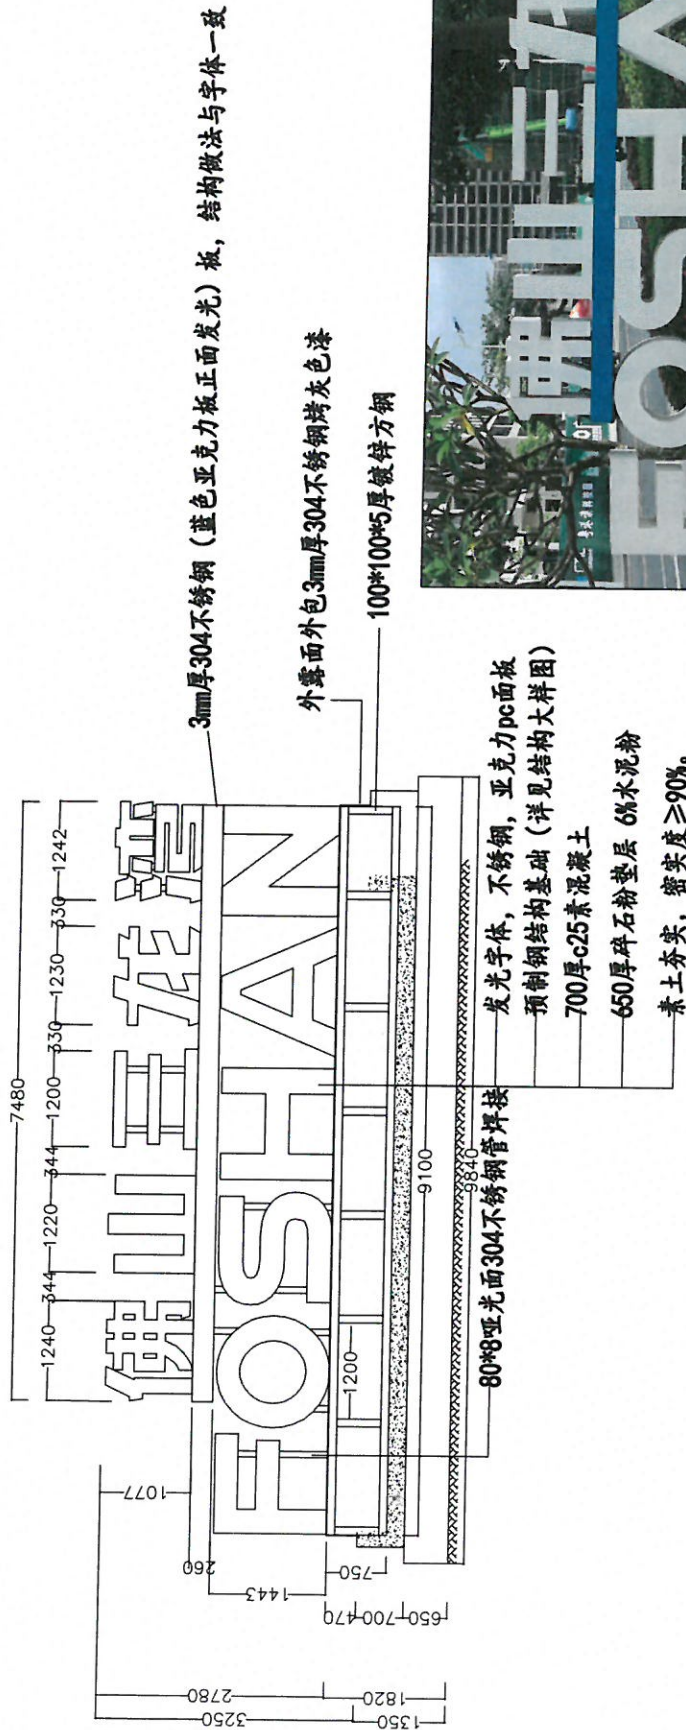 7480
1240 344 1220 344 1200 330 1230 330 1242
佛山三龙湾
3mm厚304不锈钢（蓝色亚克力板正面发光）板，结构做法与字体一致
FOSHAN
外露面外包3mm厚304不锈钢烤灰色漆
100*100*5厚镀锌方钢
1077
260
1443
750
2780
3250
470
700
650
1820
1350
1200
9100
9840
80*8哑光面304不锈钢管焊接
发光字体，不锈钢，亚克力pc面板
预制钢结构基础（详见结构大样图）
700厚c25素混凝土
650厚碎石粉垫层 6%水泥粉
素土夯实，密实度≥90%。
佛山三龙
FOSHA